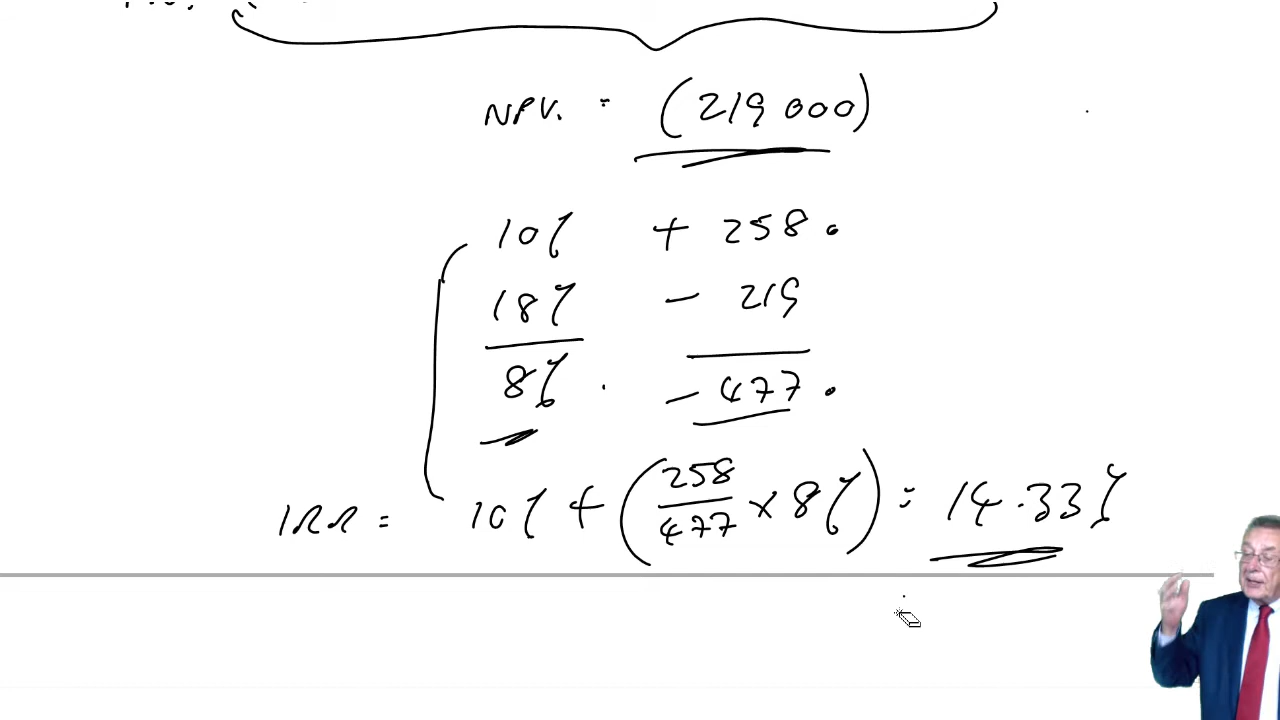 NPV. = (219 000)
10% + 258.
18% - 219
8% . - 477.
IRR = 10% + (258/477 x 8%) = 14.33%